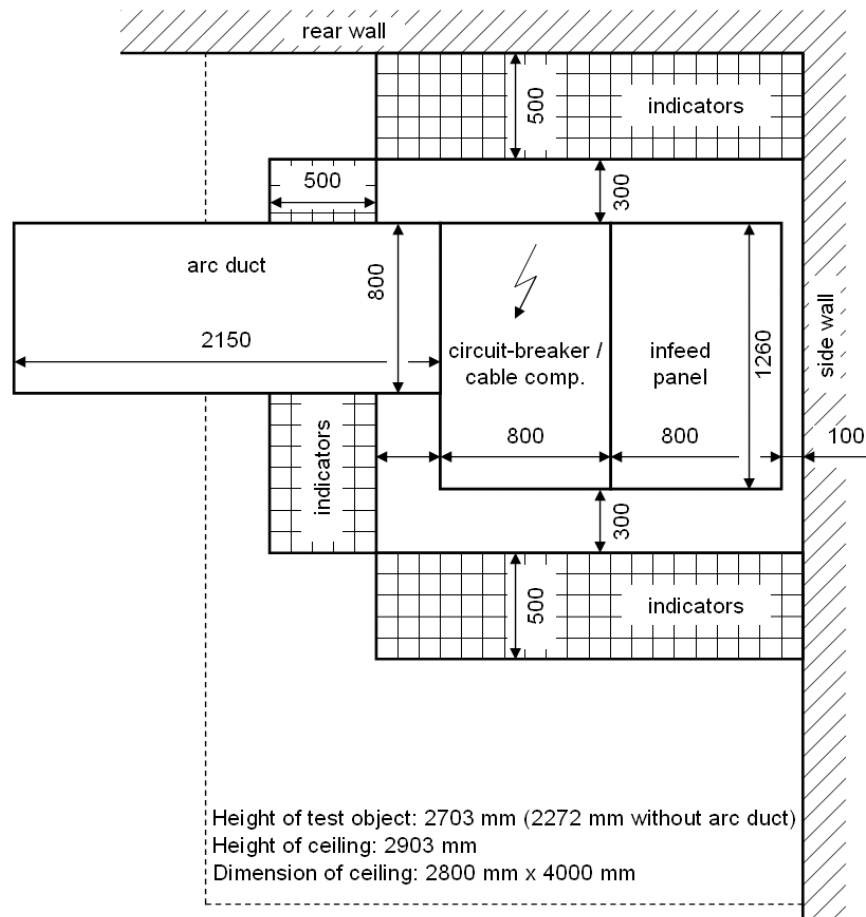 rear wall
500
indicators
500
300
arc duct
800
2150
circuit-breaker /
cable comp.
infeed
panel
1260
side wall
800
800
100
indicators
300
500
indicators
Height of test object: 2703 mm (2272 mm without arc duct)
Height of ceiling: 2903 mm
Dimension of ceiling: 2800 mm x 4000 mm